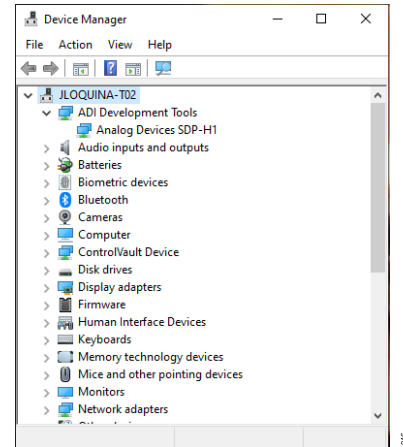 Device Manager
File Action View Help
JLOQUINA-T02
ADI Development Tools
Analog Devices SDP-H1
Audio inputs and outputs
Batteries
Biometric devices
Bluetooth
Cameras
Computer
ControlVault Device
Disk drives
Display adapters
Firmware
Human Interface Devices
Keyboards
Memory technology devices
Mice and other pointing devices
Monitors
Network adapters